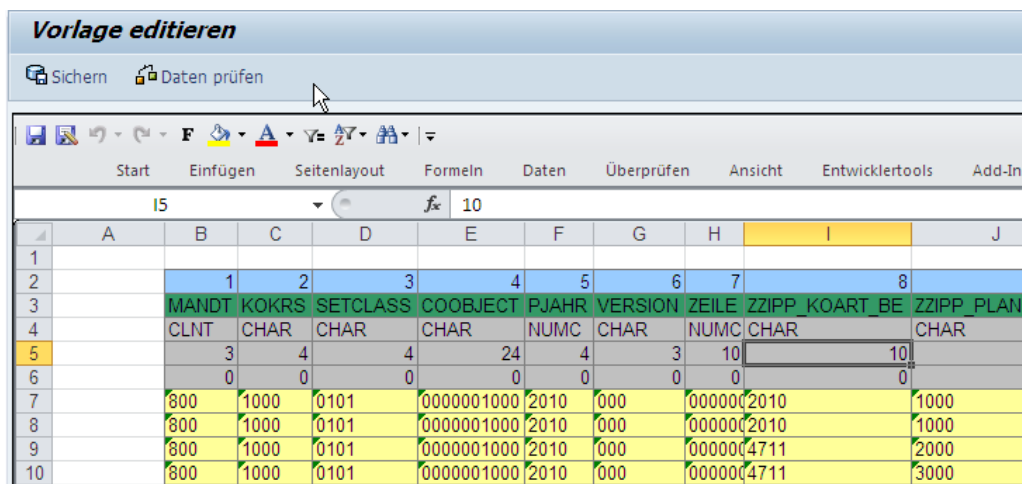 Vorlage editieren
Sichern Daten prüfen
F A
Start Einfügen Seitenlayout Formeln Daten Überprüfen Ansicht Entwicklertools Add-In
I5 fx 10
A B C D E F G H I J
1
2 1 2 3 4 5 6 7 8
3 MANDT KOKRS SETCLASS COOBJECT PJAHR VERSION ZEILE ZZIPP_KOART_BE ZZIPP_PLAN
4 CLNT CHAR CHAR CHAR NUMC CHAR NUMC CHAR CHAR
5 3 4 4 24 4 3 10 10
6 0 0 0 0 0 0 0 0
7 800 1000 0101 0000001000 2010 000 000000 2010 1000
8 800 1000 0101 0000001000 2010 000 000000 2010 1000
9 800 1000 0101 0000001000 2010 000 000000 4711 2000
10 800 1000 0101 0000001000 2010 000 000000 4711 3000